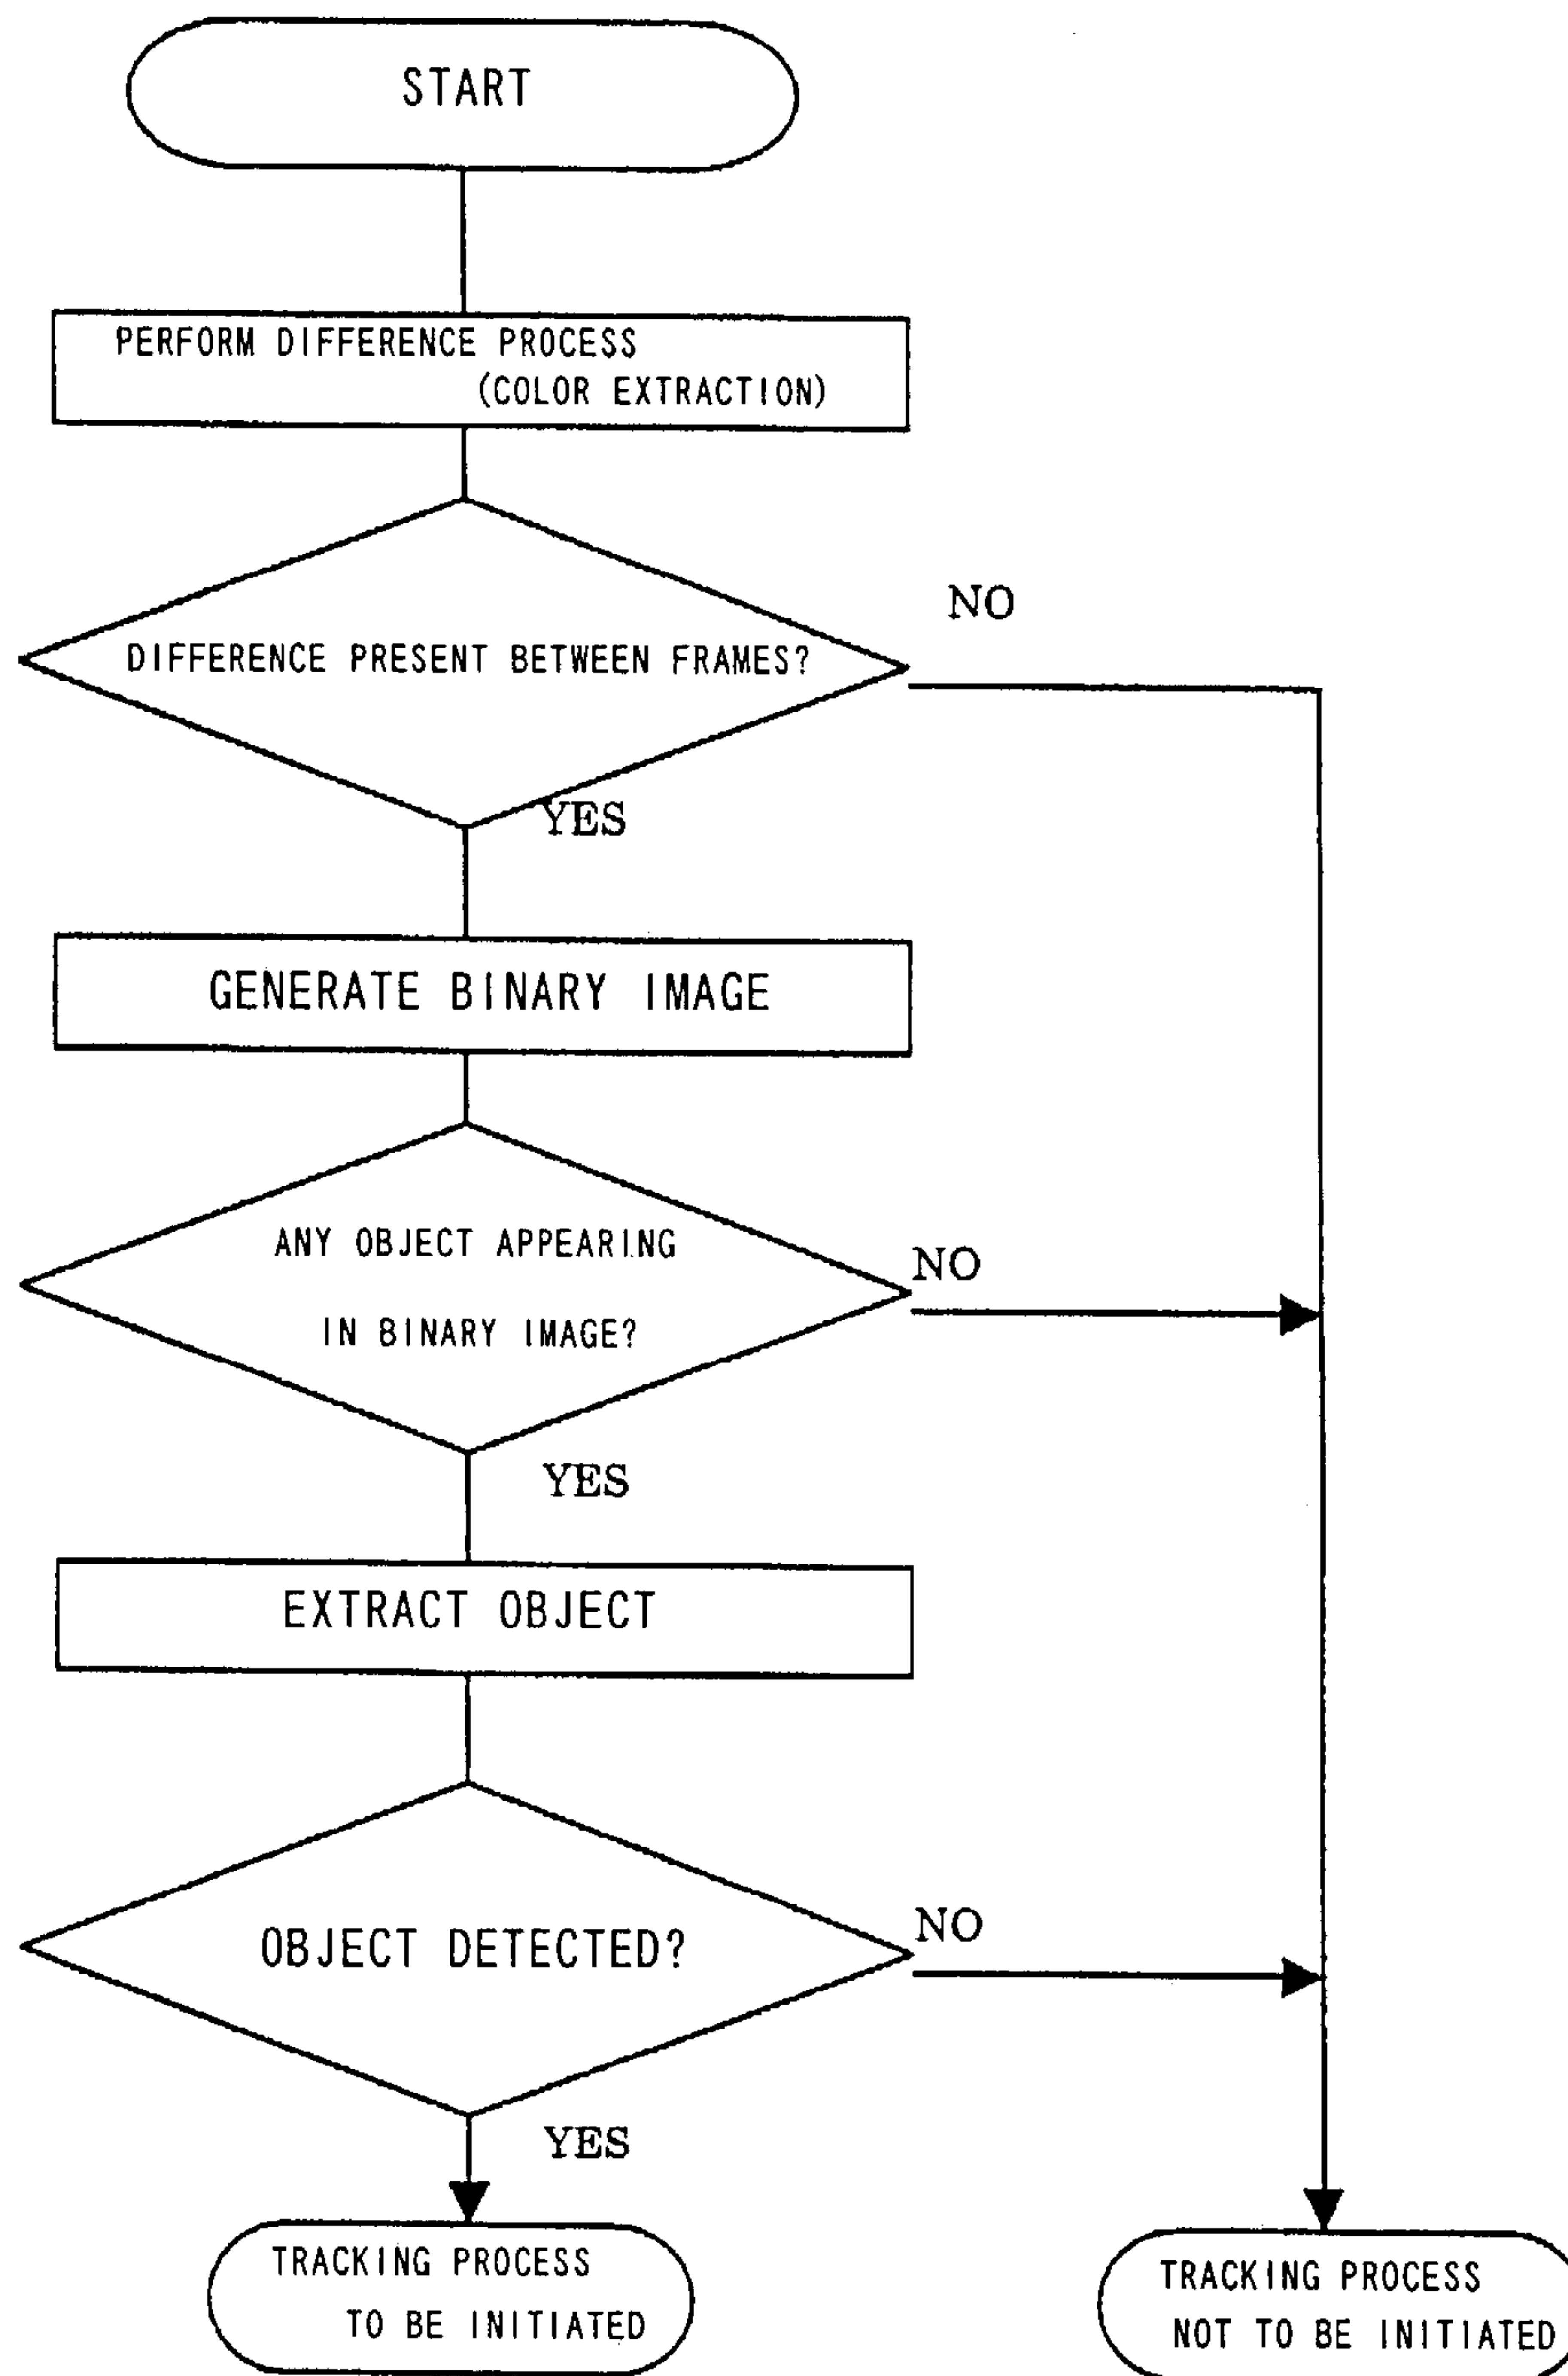 START
PERFORM DIFFERENCE PROCESS
(COLOR EXTRACTION)
NO
DIFFERENCE PRESENT BETWEEN FRAMES?
YES
GENERATE BINARY IMAGE
ANY OBJECT APPEARING
NO
IN BINARY IMAGE?
YES
EXTRACT OBJECT
NO
OBJECT DETECTED?
YES
TRACKING PROCESS
TO BE INITIATED
TRACKING PROCESS
NOT TO BE INITIATED